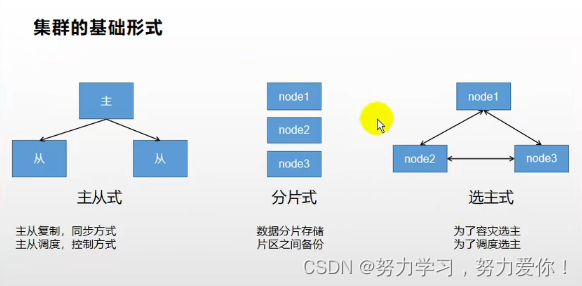 集群的基础形式
主
从
从
主从式
主从复制，同步方式
主从调度，控制方式
node1
node2
node3
分片式
数据分片存储
片区之间备份
node1
node2
node3
选主式
为了容灾选主
为了调度选主
CSDN @努力学习，努力爱你！